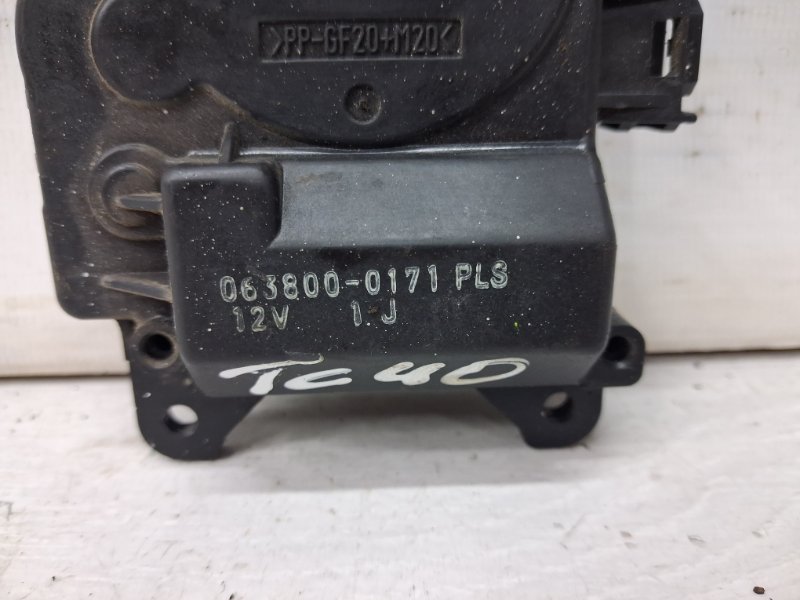 >PP-GF20+M20<
063800-0171 PLS
12V 1 J
TC40